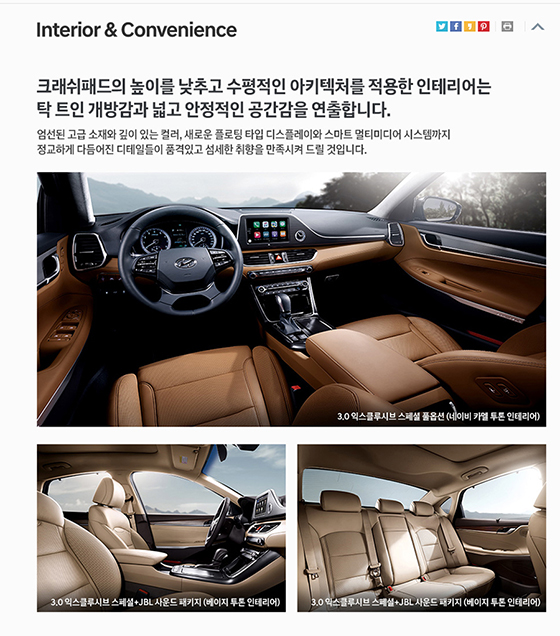 Interior & Convenience
크래쉬패드의 높이를 낮추고 수평적인 아키텍처를 적용한 인테리어는
탁 트인 개방감과 넓고 안정적인 공간감을 연출합니다.
엄선된 고급 소재와 깊이 있는 컬러, 새로운 플로팅 타입 디스플레이와 스마트 멀티미디어 시스템까지
정교하게 다듬어진 디테일들이 품격있고 섬세한 취향을 만족시켜 드릴 것입니다.
3.0 익스클루시브 스페셜 풀옵션 (네이비 카멜 투톤 인테리어)
3.0 익스클루시브 스페셜+JBL 사운드 패키지 (베이지 투톤 인테리어)
3.0 익스클루시브 스페셜+JBL 사운드 패키지 (베이지 투톤 인테리어)